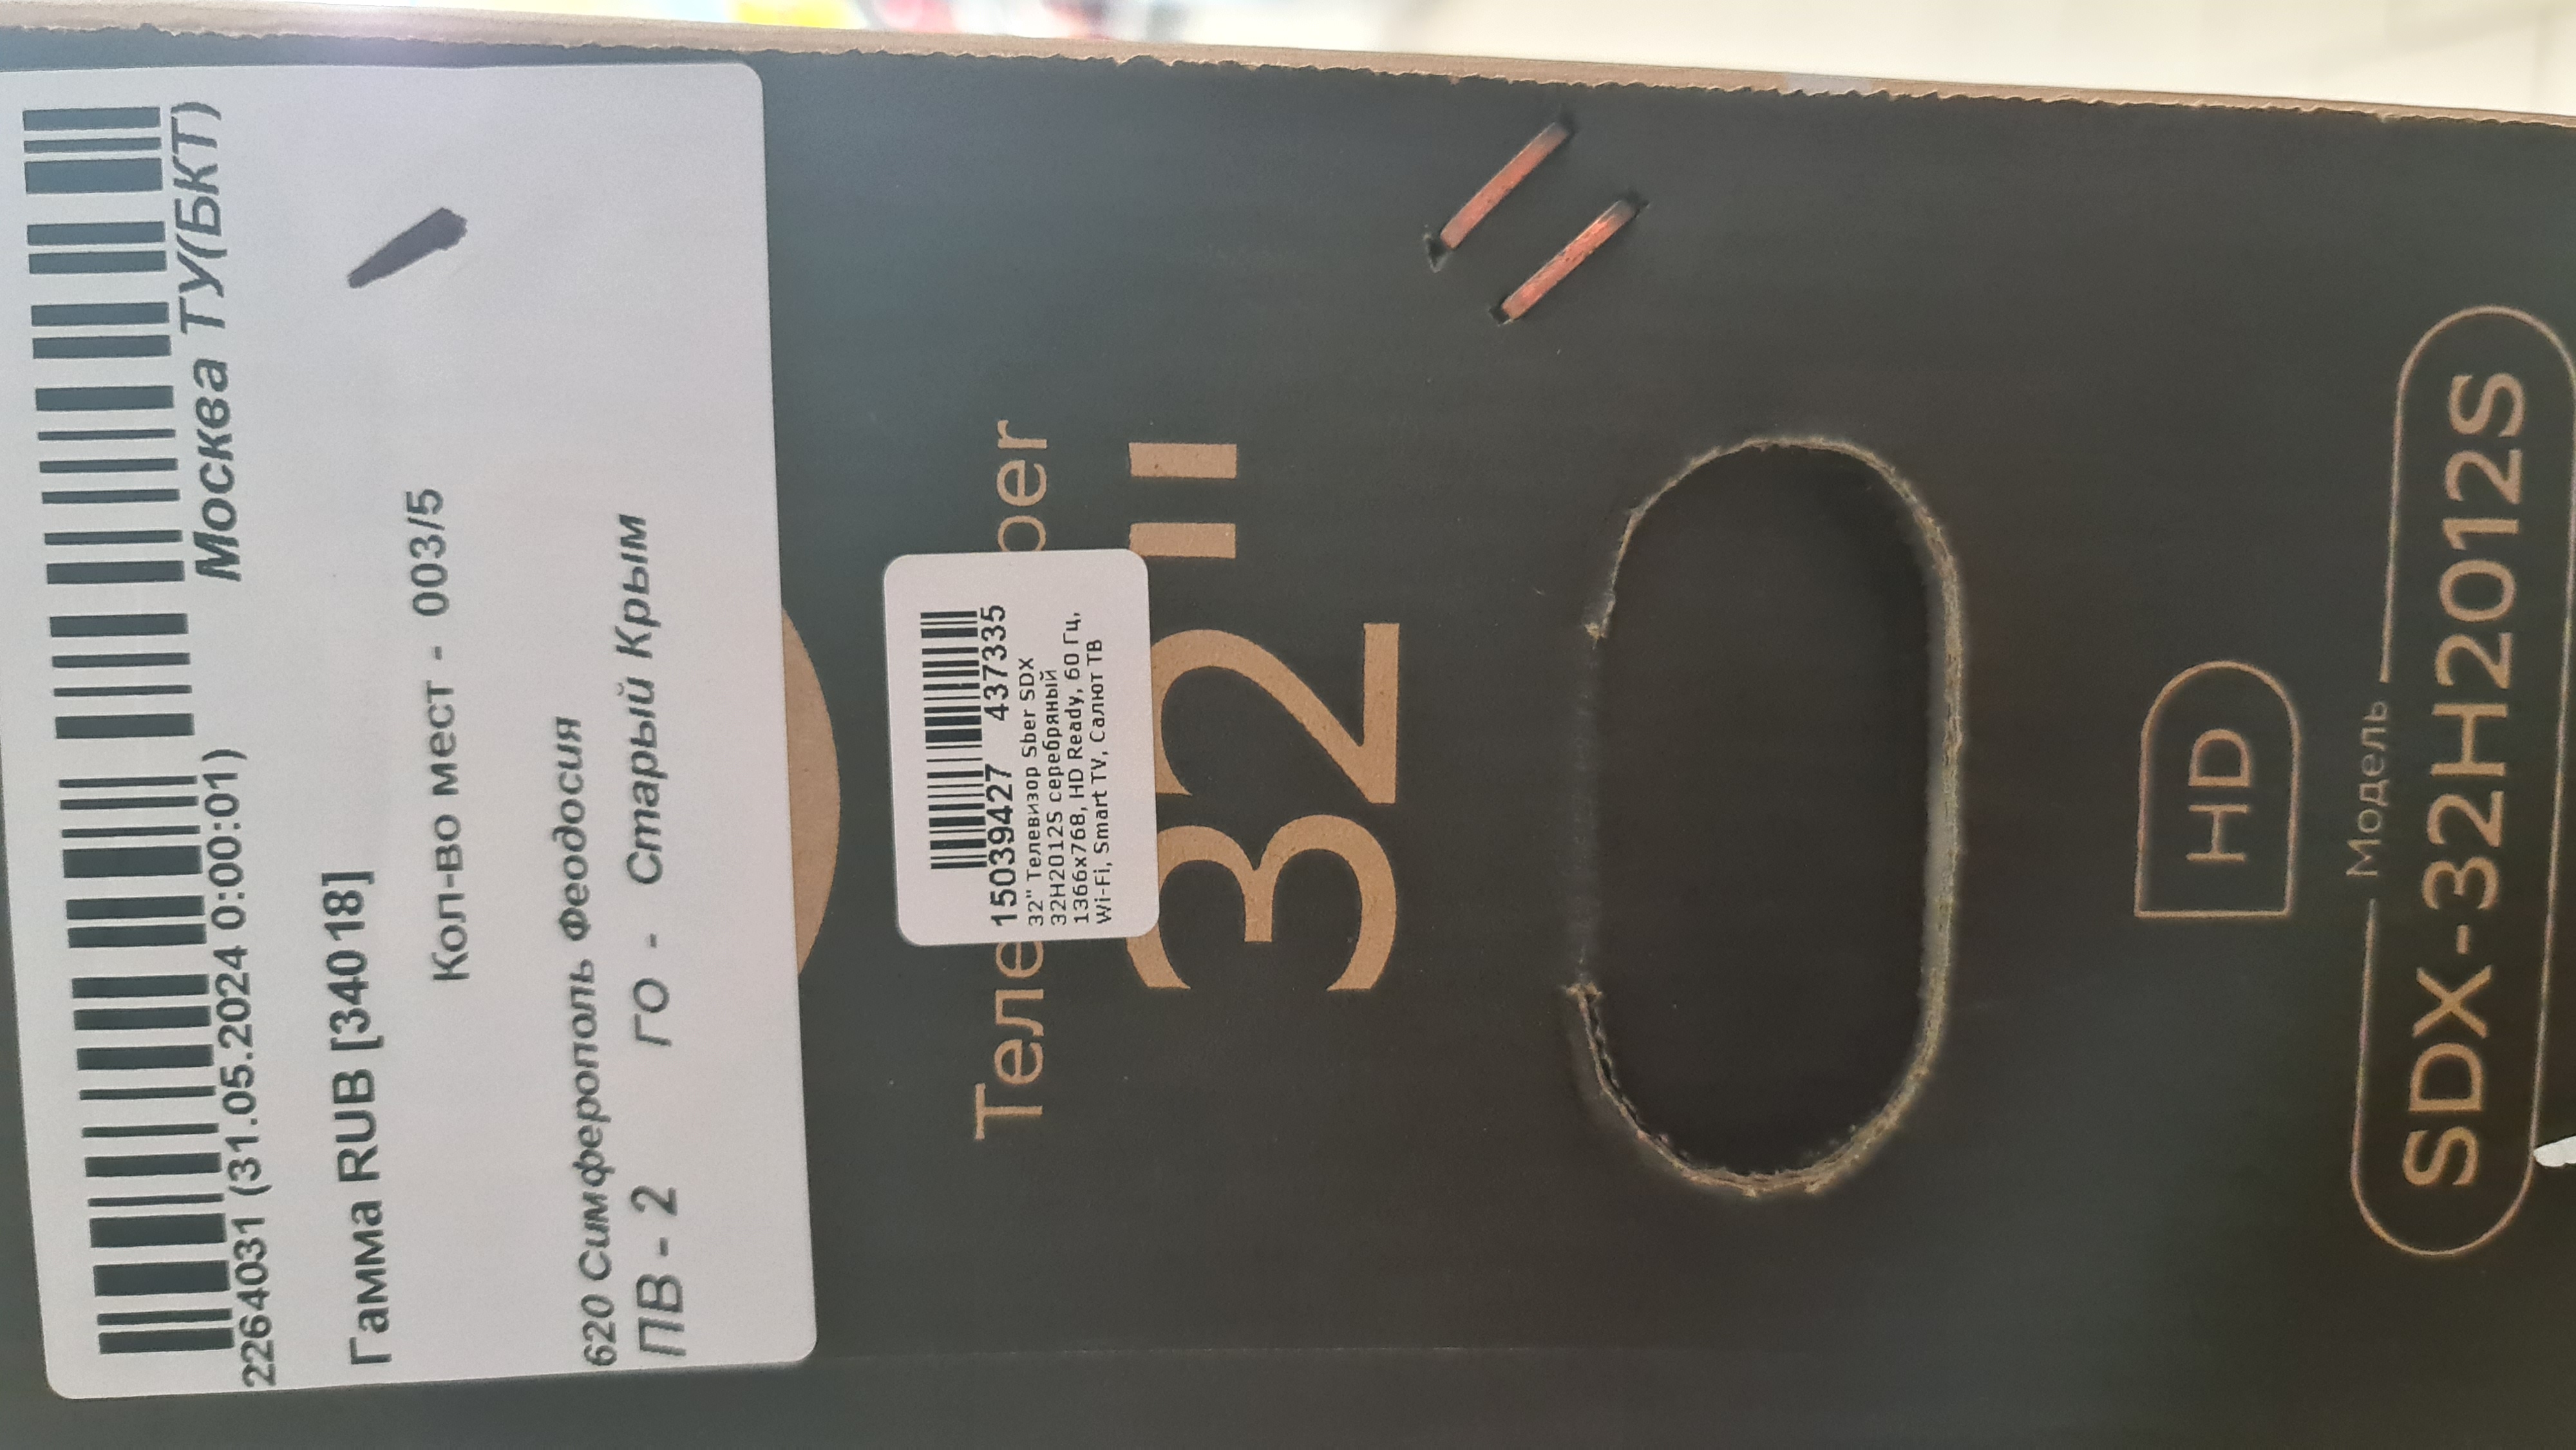 Москва ТУ(БКТ)
2264031 (31.05.2024 0:00:01)
Гамма RUB [34018]
Кол-во мест - 003/5
620 Симферополь Феодосия
ПВ - 2 ГО - Старый Крым
15039427 437335
32" Телевизор Sber SDX
32H2012S серебряный
1366x768, HD Ready, 60 Гц,
Wi-Fi, Smart TV, Салют ТВ
32"
HD
Модель
SDX-32H2012S